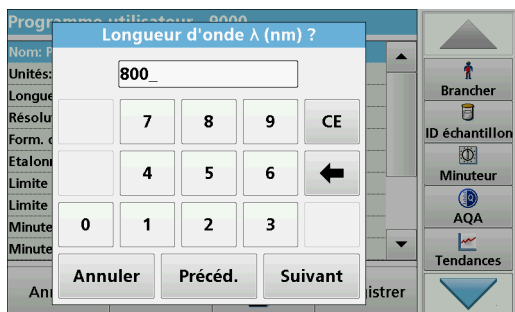 Programme utilisateur 9000
Longueur d'onde λ (nm) ?
Nom: P
Unités:
Longue
Résolu
Form. d
Etalonn
Limite
Limite
Minute
Minute
800_
7 8 9 CE
4 5 6
0 1 2 3
Annuler Précéd. Suivant
An istrer
Brancher
ID échantillon
Minuteur
AQA
Tendances